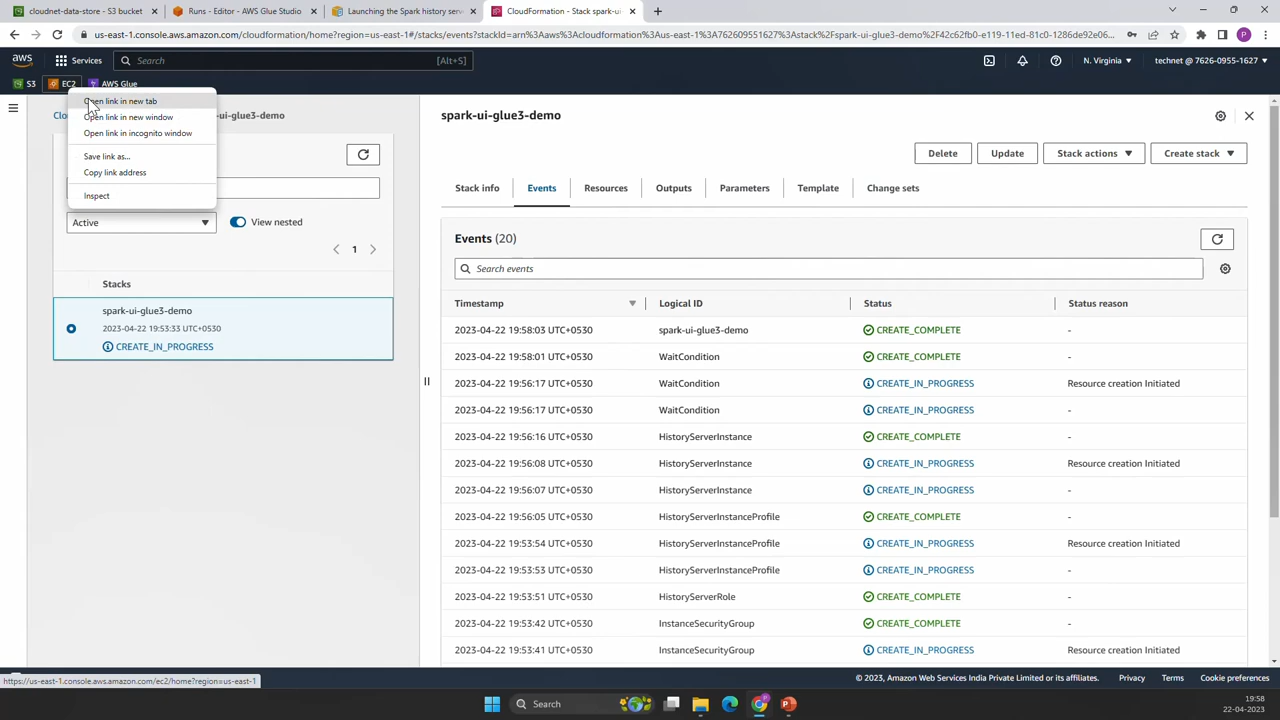 cloudnet-data-store - S3 bucket
Runs - Editor - AWS Glue Studio
Launching the Spark history serv
CloudFormation - Stack spark-ui-
us-east-1.console.aws.amazon.com/cloudformation/home?region=us-east-1#/stacks/events?stackId=arn%3Aaws%3Acloudformation%3Aus-east-1%3A762609551627%3Astack%2Fspark-ui-glue3-demo%2F42c62fb0-e119-11ed-81c0-1286de92e06...
P
aws
Services
Search
[Alt+S]
N. Virginia
technet @ 7626-0955-1627
S3
EC2
AWS Glue
Open link in new tab
Open link in new window
Open link in incognito window
Save link as...
Copy link address
Inspect
-ui-glue3-demo
Active
View nested
1
Stacks
spark-ui-glue3-demo
2023-04-22 19:53:33 UTC+0530
CREATE_IN_PROGRESS
spark-ui-glue3-demo
Delete
Update
Stack actions
Create stack
Stack info
Events
Resources
Outputs
Parameters
Template
Change sets
Events (20)
Search events
Timestamp Logical ID Status Status reason
2023-04-22 19:58:03 UTC+0530 spark-ui-glue3-demo CREATE_COMPLETE -
2023-04-22 19:58:01 UTC+0530 WaitCondition CREATE_COMPLETE -
2023-04-22 19:56:17 UTC+0530 WaitCondition CREATE_IN_PROGRESS Resource creation Initiated
2023-04-22 19:56:17 UTC+0530 WaitCondition CREATE_IN_PROGRESS -
2023-04-22 19:56:16 UTC+0530 HistoryServerInstance CREATE_COMPLETE -
2023-04-22 19:56:08 UTC+0530 HistoryServerInstance CREATE_IN_PROGRESS Resource creation Initiated
2023-04-22 19:56:07 UTC+0530 HistoryServerInstance CREATE_IN_PROGRESS -
2023-04-22 19:56:05 UTC+0530 HistoryServerInstanceProfile CREATE_COMPLETE -
2023-04-22 19:53:54 UTC+0530 HistoryServerInstanceProfile CREATE_IN_PROGRESS Resource creation Initiated
2023-04-22 19:53:53 UTC+0530 HistoryServerInstanceProfile CREATE_IN_PROGRESS -
2023-04-22 19:53:51 UTC+0530 HistoryServerRole CREATE_COMPLETE -
2023-04-22 19:53:42 UTC+0530 InstanceSecurityGroup CREATE_COMPLETE -
2023-04-22 19:53:41 UTC+0530 InstanceSecurityGroup CREATE_IN_PROGRESS Resource creation Initiated
https://us-east-1.console.aws.amazon.com/ec2/home?region=us-east-1
© 2023, Amazon Web Services India Private Limited or its affiliates.
Privacy
Terms
Cookie preferences
Search
19:58
22-04-2023